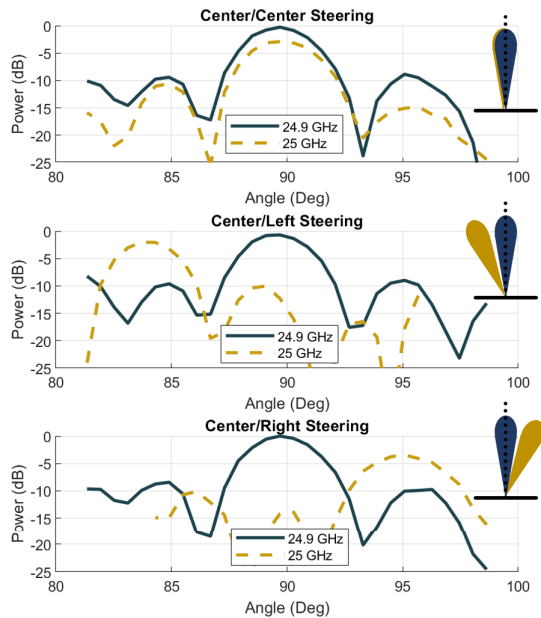 Center/Center Steering
0
-5
-10
-15
-20
-25
Power (dB)
24.9 GHz
25 GHz
80
85
90
95
100
Angle (Deg)
Center/Left Steering
0
-5
-10
-15
-20
-25
Power (dB)
24.9 GHz
25 GHz
80
85
90
95
100
Angle (Deg)
Center/Right Steering
0
-5
-10
-15
-20
-25
Power (dB)
24.9 GHz
25 GHz
80
85
90
95
100
Angle (Deg)